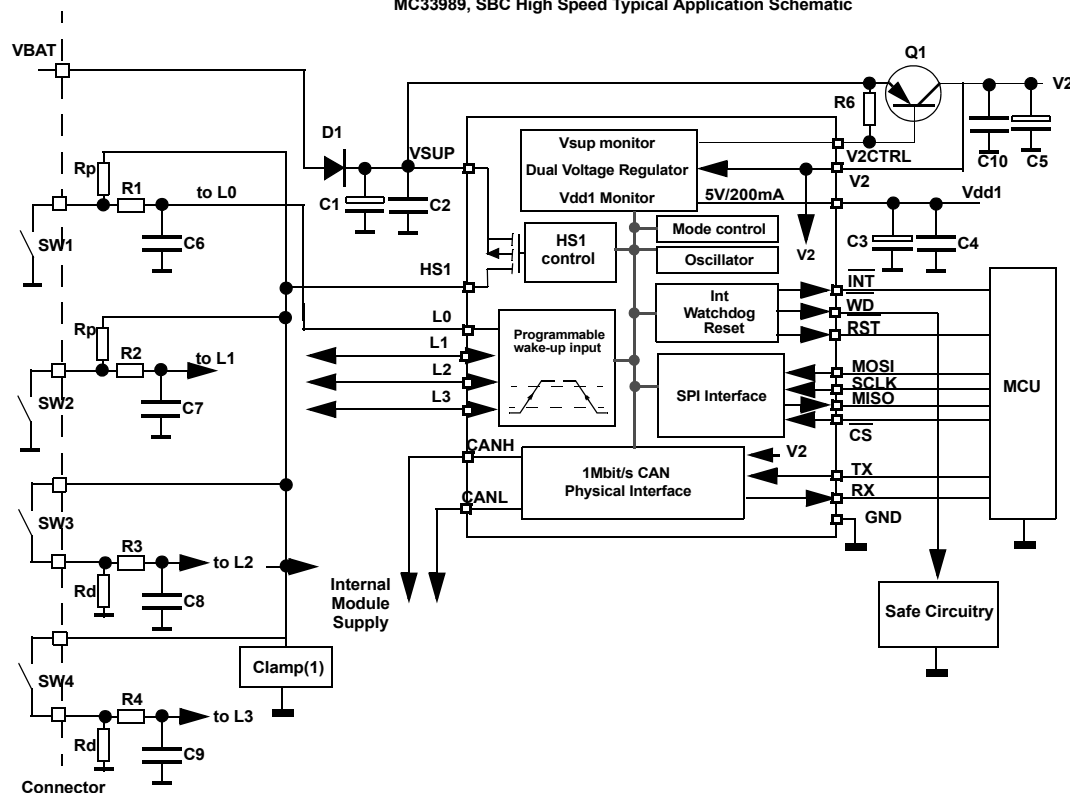 MC33989, SBC High Speed Typical Application Schematic
VBAT
Q1
V2
R6
D1
VSUP
Vsup monitor
Dual Voltage Regulator
Vdd1 Monitor
V2CTRL
V2
C10
C5
Rp
R1
to L0
C1
C2
5V/200mA
Vdd1
SW1
C6
HS1
control
Mode control
Oscillator
V2
C3
C4
HS1
INT
WD
RST
Int
Watchdog
Reset
L0
L1
L2
L3
Programmable
wake-up input
Rp
R2
to L1
SW2
C7
SPI Interface
MOSI
SCLK
MISO
CS
MCU
CANH
CANL
1Mbit/s CAN
Physical Interface
V2
TX
RX
GND
SW3
R3
to L2
Rd
C8
Internal
Module
Supply
Safe Circuitry
Clamp(1)
SW4
R4
to L3
Rd
C9
Connector